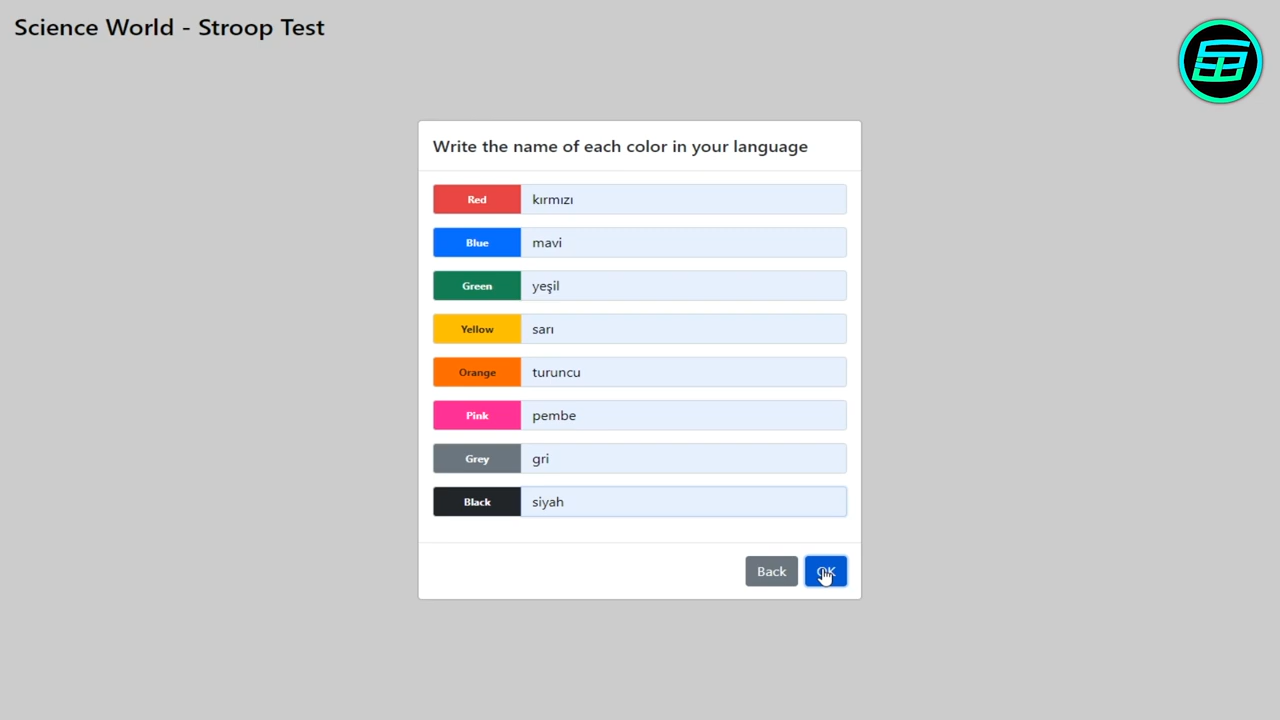 Science World - Stroop Test
Write the name of each color in your language
Red kırmızı
Blue mavi
Green yeşil
Yellow sarı
Orange turuncu
Pink pembe
Grey gri
Black siyah
Back OK